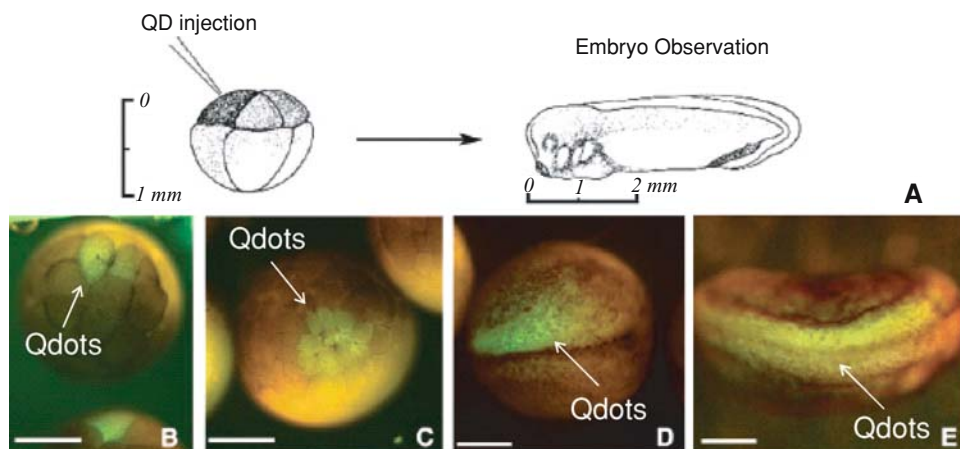 QD injection
Embryo Observation
0
1 mm
0 1 2 mm
A
Qdots
B
Qdots
C
Qdots
D
Qdots
E